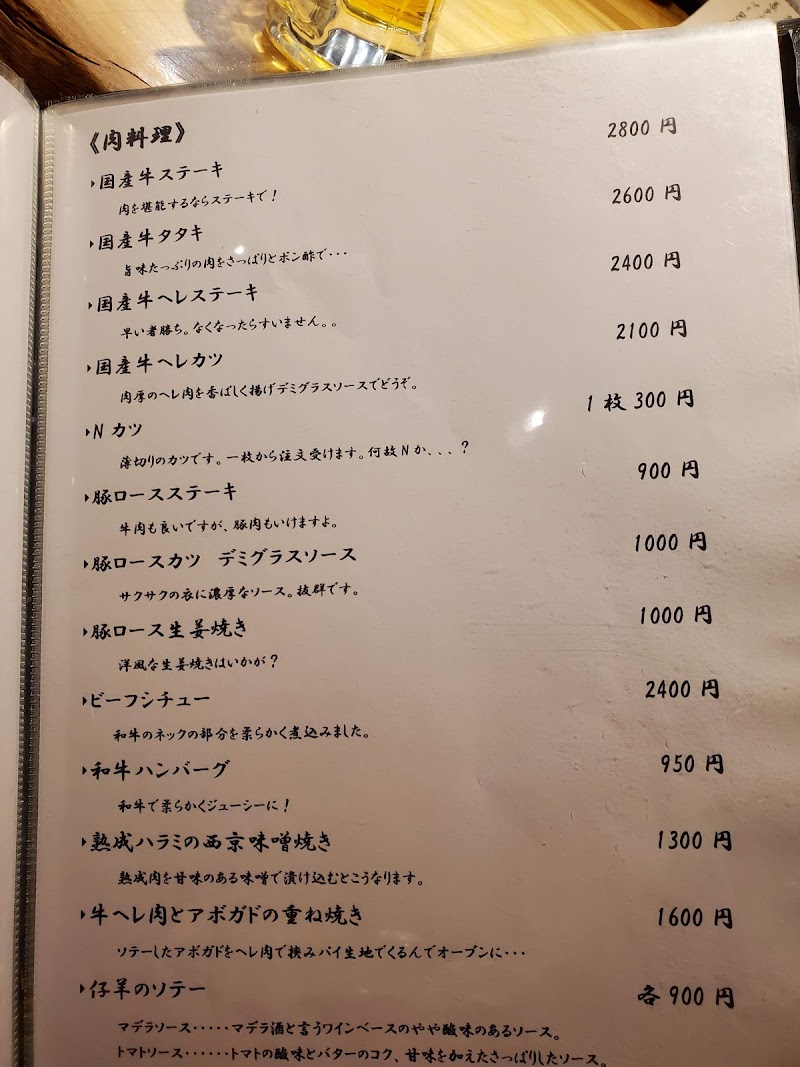 《肉料理》
▸国産牛ステーキ 2800 円
肉を堪能するならステーキで！
▸国産牛タタキ 2600 円
旨味たっぷりの肉をさっぱりとポン酢で・・・
▸国産牛ヘレステーキ 2400 円
早い者勝ち。なくなったらすいません。。
▸国産牛ヘレカツ 2100 円
肉厚のヘレ肉を香ばしく揚げデミグラスソースでどうぞ。
▸N カツ 1 枚 300 円
薄切りのカツです。一枚から注文受けます。何故 N か、、、？
▸豚ロースステーキ 900 円
牛肉も良いですが、豚肉もいけますよ。
▸豚ロースカツ デミグラスソース 1000 円
サクサクの衣に濃厚なソース。抜群です。
▸豚ロース生姜焼き 1000 円
洋風な生姜焼きはいかが？
▸ビーフシチュー 2400 円
和牛のネックの部分を柔らかく煮込みました。
▸和牛ハンバーグ 950 円
和牛で柔らかくジューシーに！
▸熟成ハラミの西京味噌焼き 1300 円
熟成肉を甘味のある味噌で漬け込むとこうなります。
▸牛ヘレ肉とアボガドの重ね焼き 1600 円
ソテーしたアボガドをヘレ肉で挟みパイ生地でくるんでオーブンに・・・
▸仔羊のソテー 各 900 円
マデラソース・・・・・マデラ酒と言うワインベースのやや酸味のあるソース。
トマトソース・・・・・・トマトの酸味とバターのコク、甘味を加えたさっぱりしたソース。